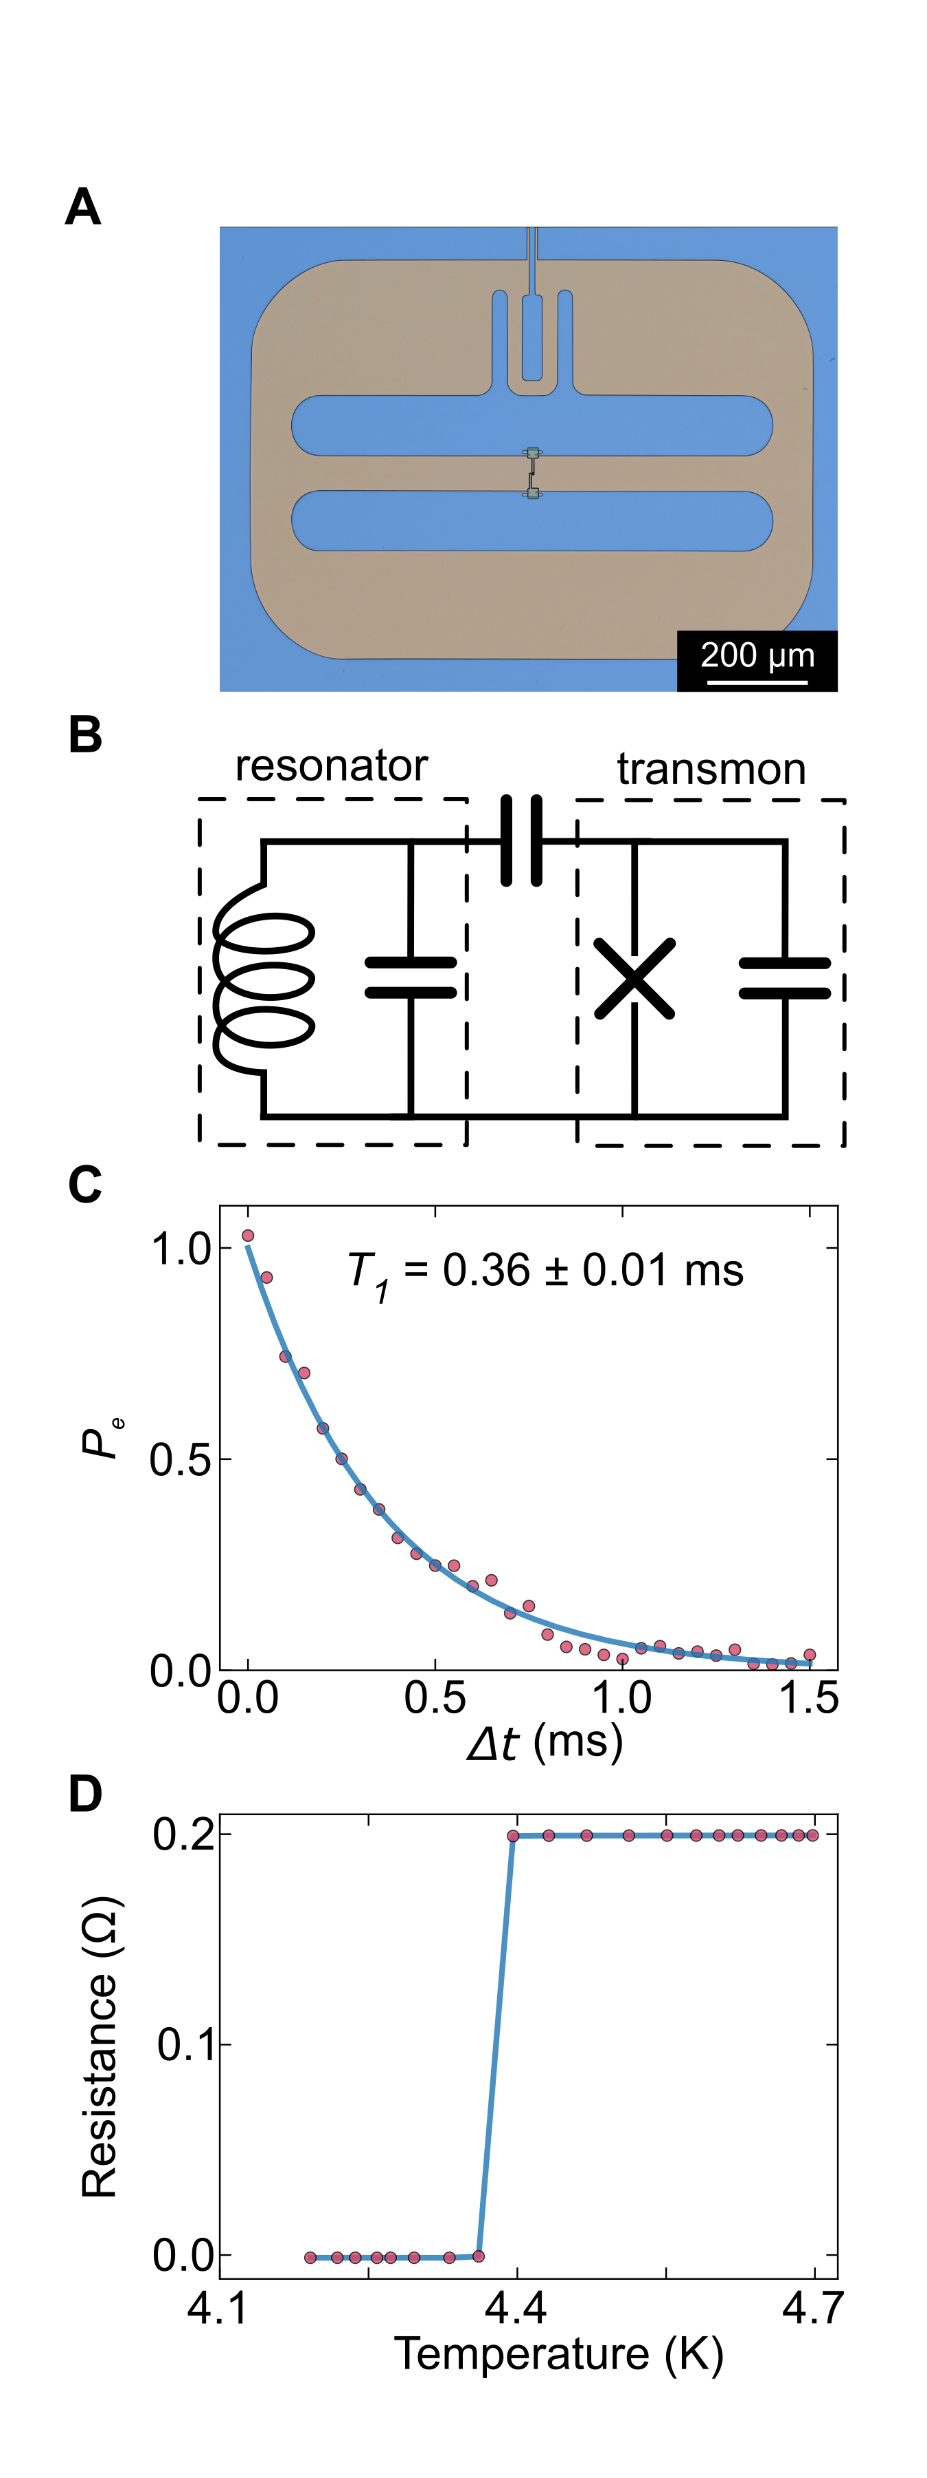 A
200 μm
B
resonator
transmon
C
1.0
T1 = 0.36 ± 0.01 ms
0.5
0.0
Pe
0.0 0.5 1.0 1.5
Δt (ms)
D
0.2
0.1
0.0
Resistance (Ω)
4.1 4.4 4.7
Temperature (K)